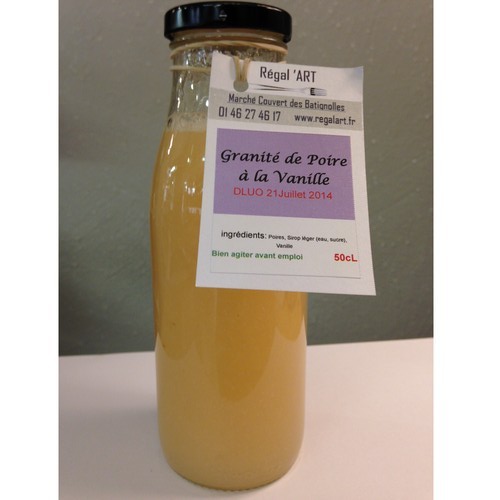 Régal 'ART
Marché Couvert des Batignolles
01 46 27 46 17 www.regalart.fr
Granité de Poire
à la Vanille
DLUO 21Juillet 2014
ingrédients: Poires, Sirop léger (eau, sucre),
Vanille
Bien agiter avant emploi 50cL